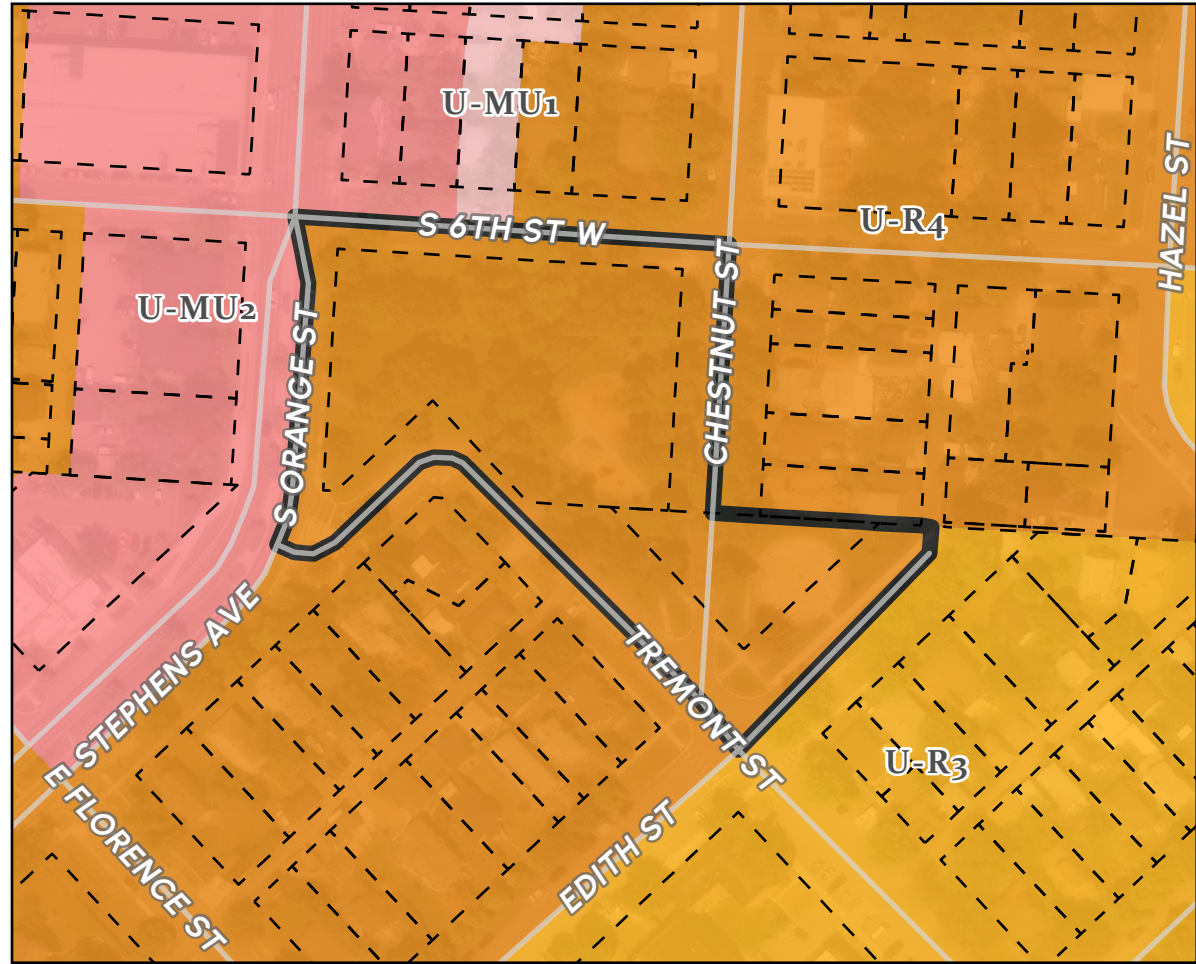 U-MU1
HAZEL ST
S 6TH ST W
U-R4
U-MU2
CHESTNUT ST
S ORANGE ST
E STEPHENS AVE
TREMONT ST
U-R3
E FLORENCE ST
EDITH ST